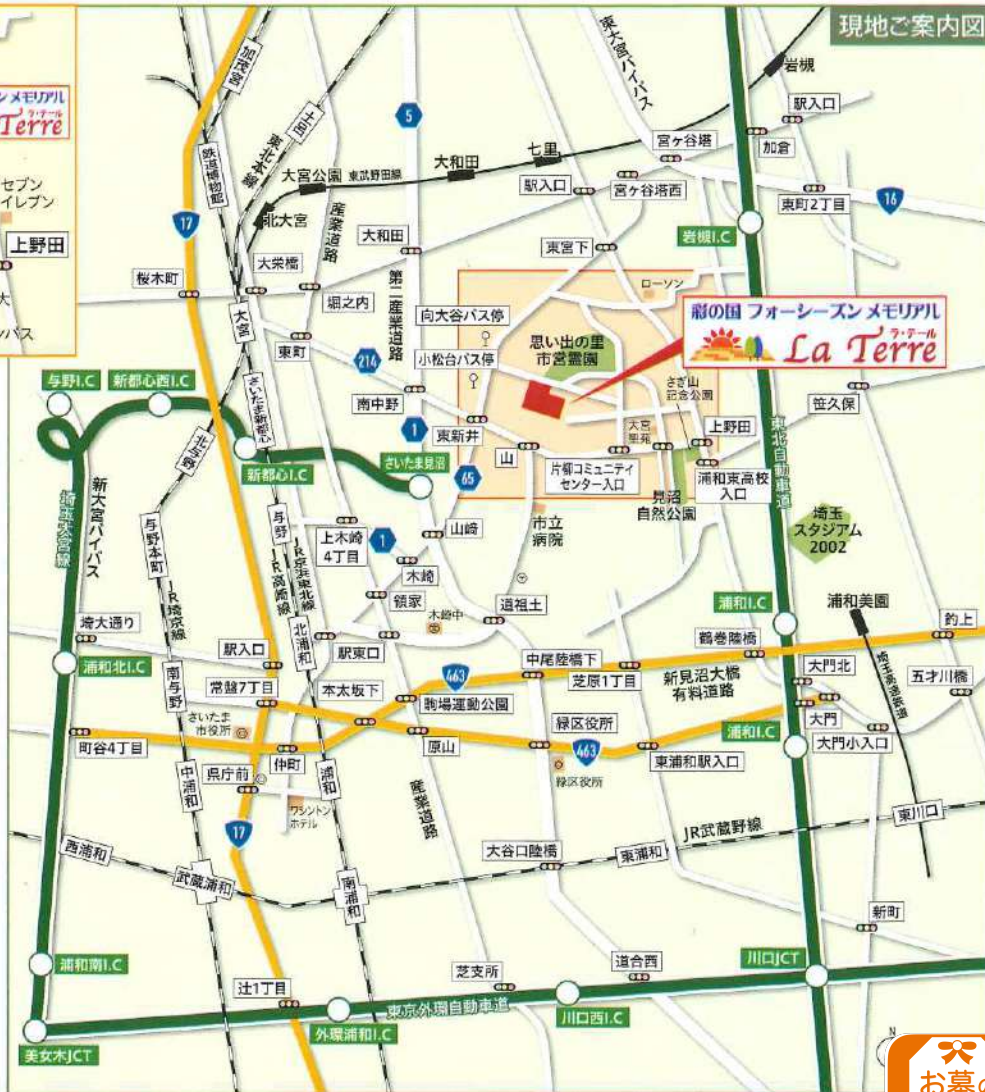 現地ご案内図
ン メモリアル
ラ・テール
Terre
セブン
イレブン
上野田
大
バス
加茂宮
土呂
東北本線
鉄道博物館
17
5
東大宮バイパス
岩槻
駅入口
加倉
宮ヶ谷塔
七里
大和田
大宮公園
東武野田線
駅入口
宮ヶ谷塔西
東町2丁目
16
北大宮
産業道路
大和田
東宮下
岩槻I.C
桜木町
大栄橋
堀之内
第二産業道路
ローソン
向大谷バス停
思い出の里
市営霊園
彩の国 フォーシーズン メモリアル
ラ・テール
La Terre
大宮
東町
小松台バス停
214
さぎ山
記念公園
与野I.C
新都心西I.C
さいたま新都心
南中野
笹久保
東新井
大宮
聖苑
上野田
東北自動車道
北与野
新都心I.C
1
さいたま見沼
山
片柳コミュニティ
センター入口
浦和東高校
入口
65
見沼
自然公園
埼玉大宮線
新大宮バイパス
与野本町
与野
JR京浜東北線
JR高崎線
上木崎
4丁目
1
山崎
市立
病院
埼玉
スタジアム
2002
木崎
領家
木崎中
道祖土
浦和I.C
浦和美園
JR埼京線
埼大通り
北浦和
駅東口
鶴巻陸橋
釣上
浦和北I.C
駅入口
中尾陸橋下
大門北
埼玉高速鉄道
南与野
常盤7丁目
本太坂下
463
芝原1丁目
新見沼大橋
有料道路
五才川橋
駒場運動公園
さいたま
市役所
緑区役所
大門
浦和I.C
町谷4丁目
仲町
原山
463
東浦和駅入口
大門小入口
県庁前
緑区役所
中浦和
浦和
ワシントン
ホテル
産業道路
17
東川口
JR武蔵野線
西浦和
大谷口陸橋
東浦和
武蔵浦和
南浦和
新町
浦和南I.C
芝支所
道合西
川口JCT
辻1丁目
東京外環自動車道
外環浦和I.C
川口西I.C
美女木JCT
N
お墓の